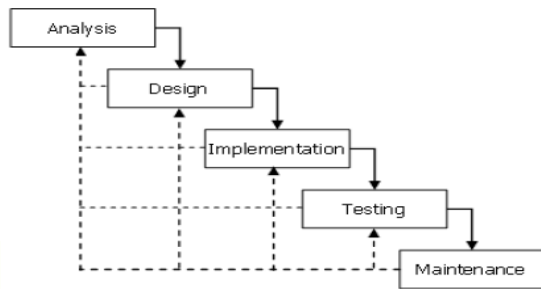 Analysis
Design
Implementation
Testing
Maintenance